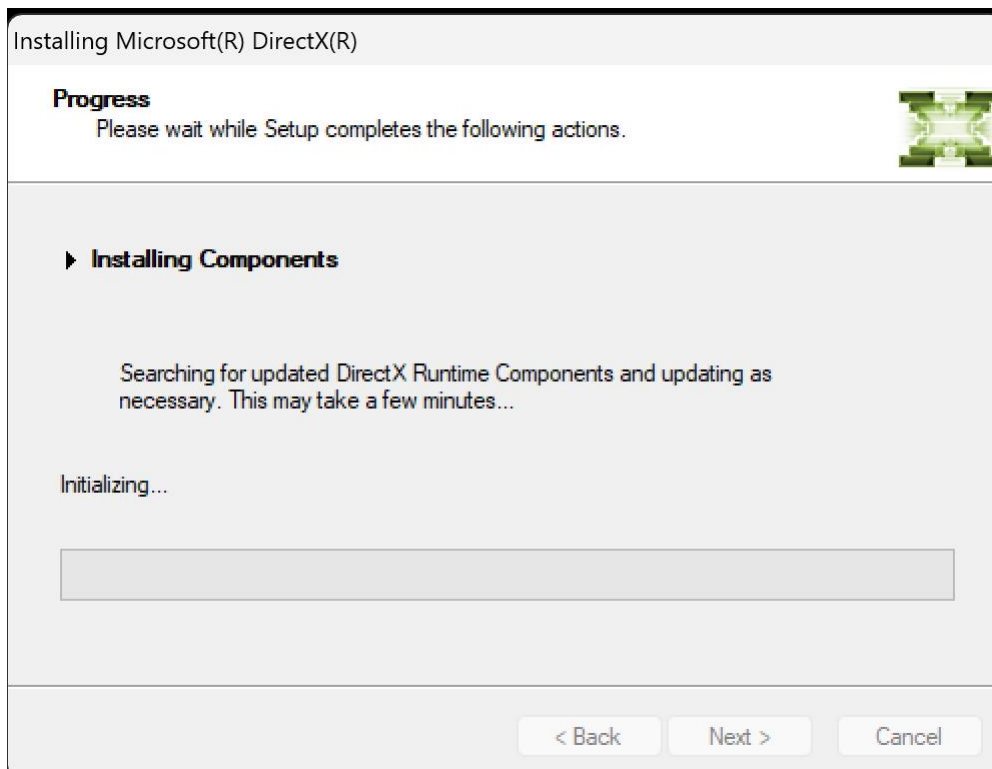 Installing Microsoft(R) DirectX(R)
Progress
Please wait while Setup completes the following actions.
Installing Components
Searching for updated DirectX Runtime Components and updating as
necessary. This may take a few minutes...
Initializing...
< Back Next > Cancel